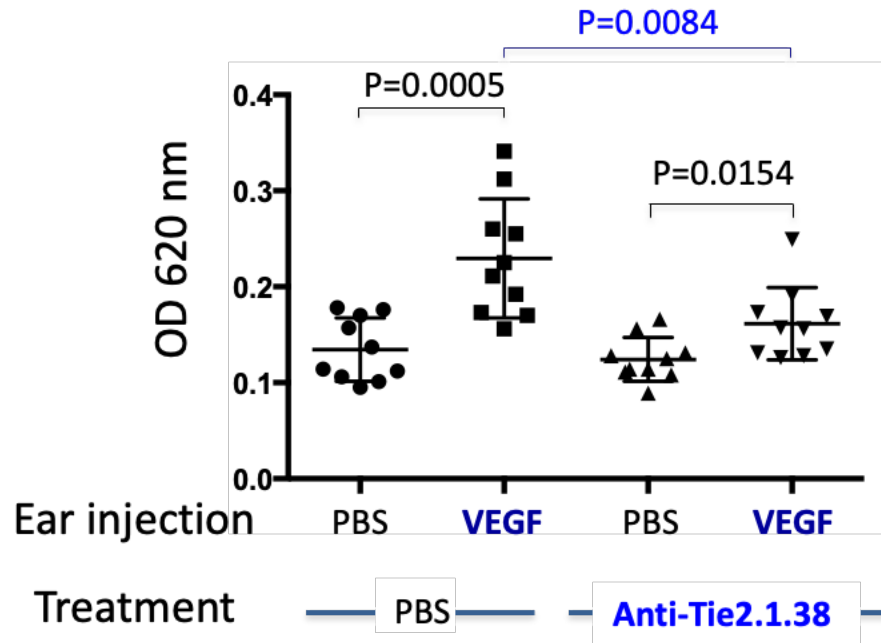 P=0.0084
P=0.0005
P=0.0154
OD 620 nm
0.4
0.3
0.2
0.1
0.0
Ear injection PBS VEGF PBS VEGF
Treatment PBS Anti-Tie2.1.38